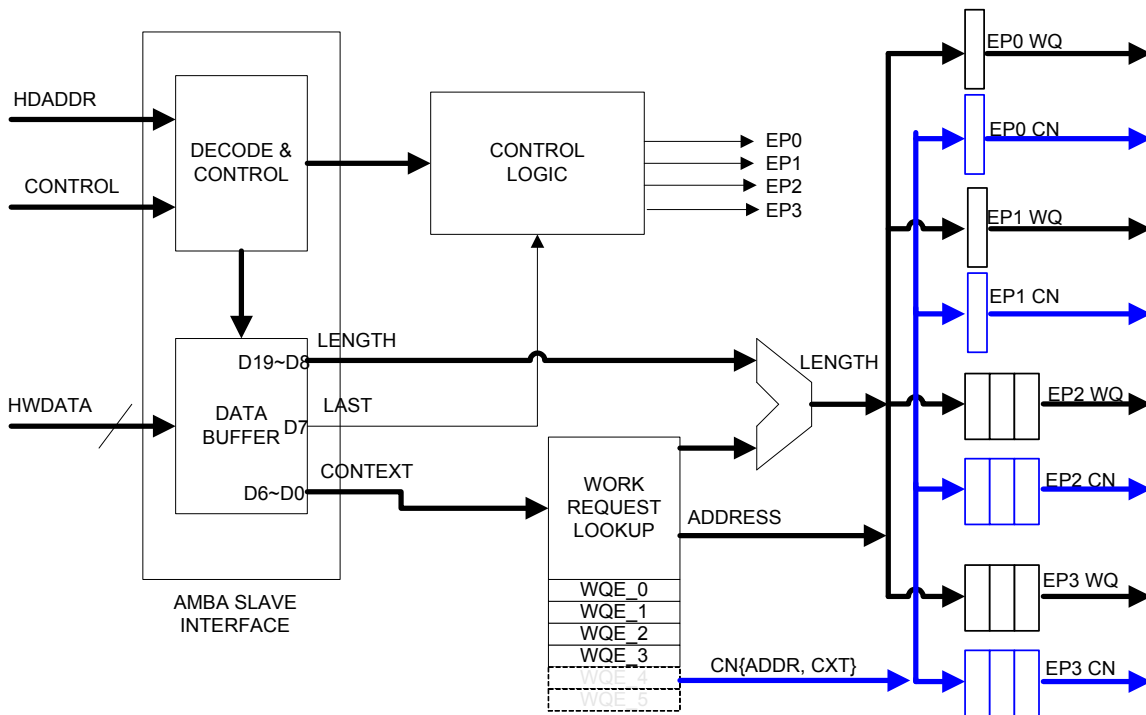 HDADDR
CONTROL
HWDATA
DECODE &
CONTROL
CONTROL
LOGIC
EP0
EP1
EP2
EP3
D19~D8
DATA
BUFFER
D7
D6~D0
LENGTH
LAST
CONTEXT
AMBA SLAVE
INTERFACE
WORK
REQUEST
LOOKUP
WQE_0
WQE_1
WQE_2
WQE_3
WQE_4
WQE_5
LENGTH
ADDRESS
CN{ADDR, CXT}
EP0 WQ
EP0 CN
EP1 WQ
EP1 CN
EP2 WQ
EP2 CN
EP3 WQ
EP3 CN